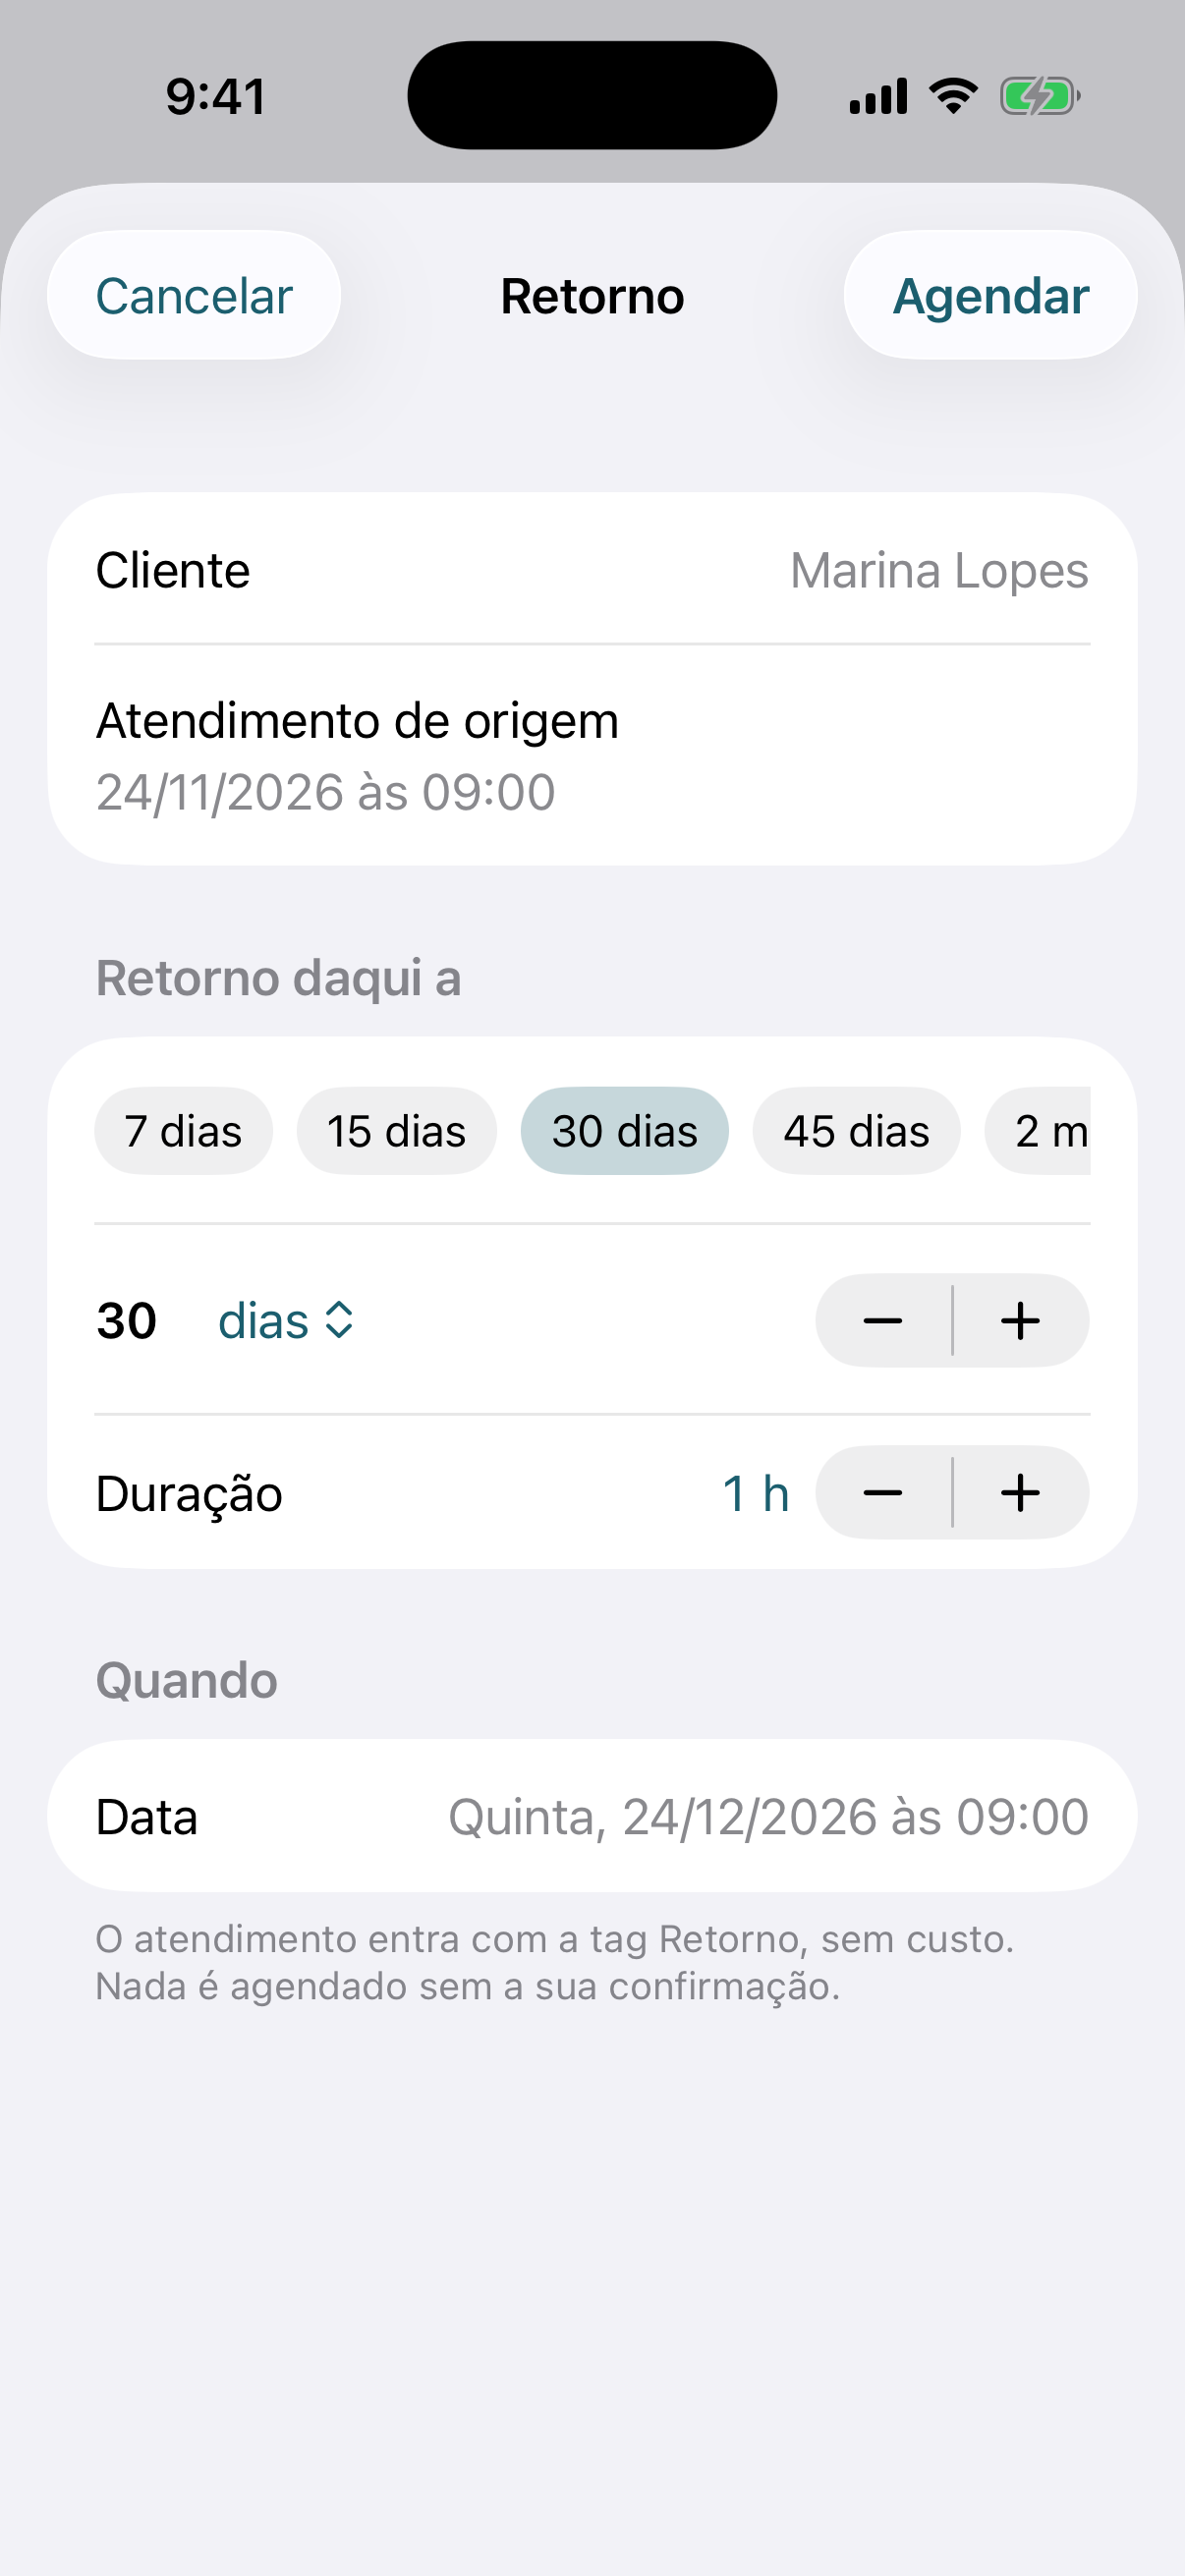 9:41
Cancelar
Retorno
Agendar
Cliente
Marina Lopes
Atendimento de origem
24/11/2026 às 09:00
Retorno daqui a
7 dias
15 dias
30 dias
45 dias
2 m
30
dias
Duração
1 h
Quando
Data
Quinta, 24/12/2026 às 09:00
O atendimento entra com a tag Retorno, sem custo.
Nada é agendado sem a sua confirmação.